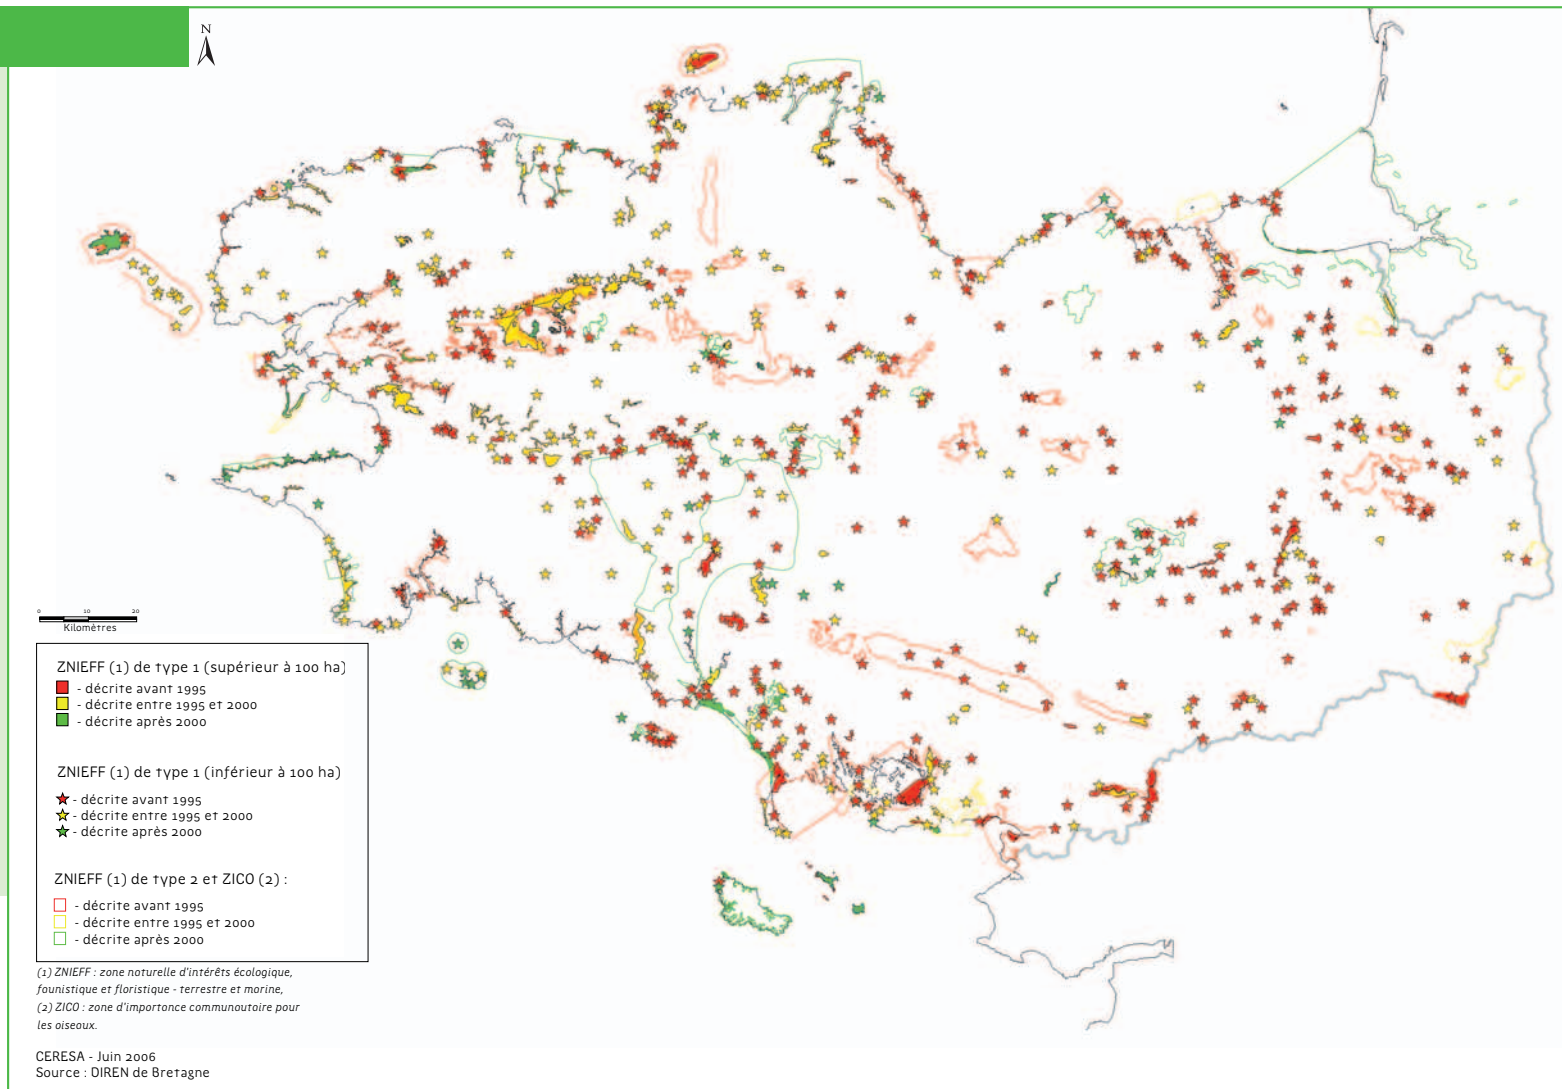 N
0 10 20
Kilomètres
ZNIEFF (1) de type 1 (supérieur à 100 ha)
- décrite avant 1995
- décrite entre 1995 et 2000
- décrite après 2000
ZNIEFF (1) de type 1 (inférieur à 100 ha)
- décrite avant 1995
- décrite entre 1995 et 2000
- décrite après 2000
ZNIEFF (1) de type 2 et ZICO (2) :
- décrite avant 1995
- décrite entre 1995 et 2000
- décrite après 2000
(1) ZNIEFF : zone naturelle d'intérêts écologique,
founistique et floristique - terrestre et marine,
(2) ZICO : zone d'importance communautaire pour
les oiseaux.
CERESA - Juin 2006
Source : DIREN de Bretagne